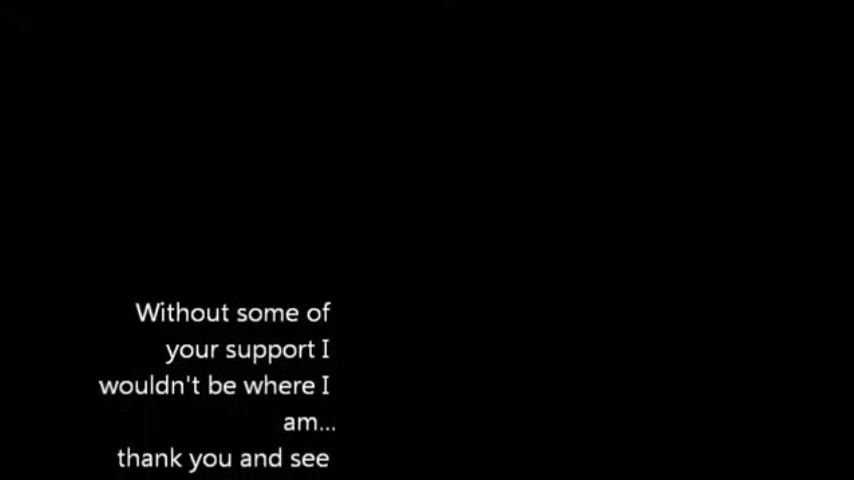 Without some of
your support I
wouldn't be where I
am...
thank you and see